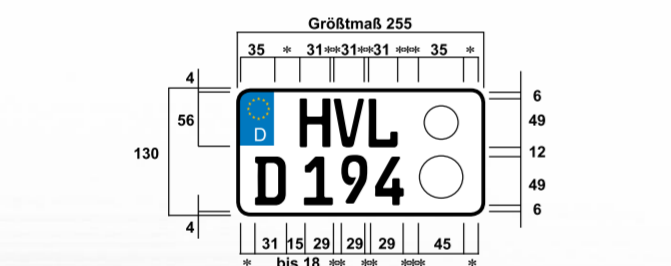 Größtmaß 255
35 * 31**31**31 *** 35 *
4
56
130
4
D
HVL
D 194
6
49
12
49
6
31 15 29 29 29 45
* bis 18 ** ** *** *